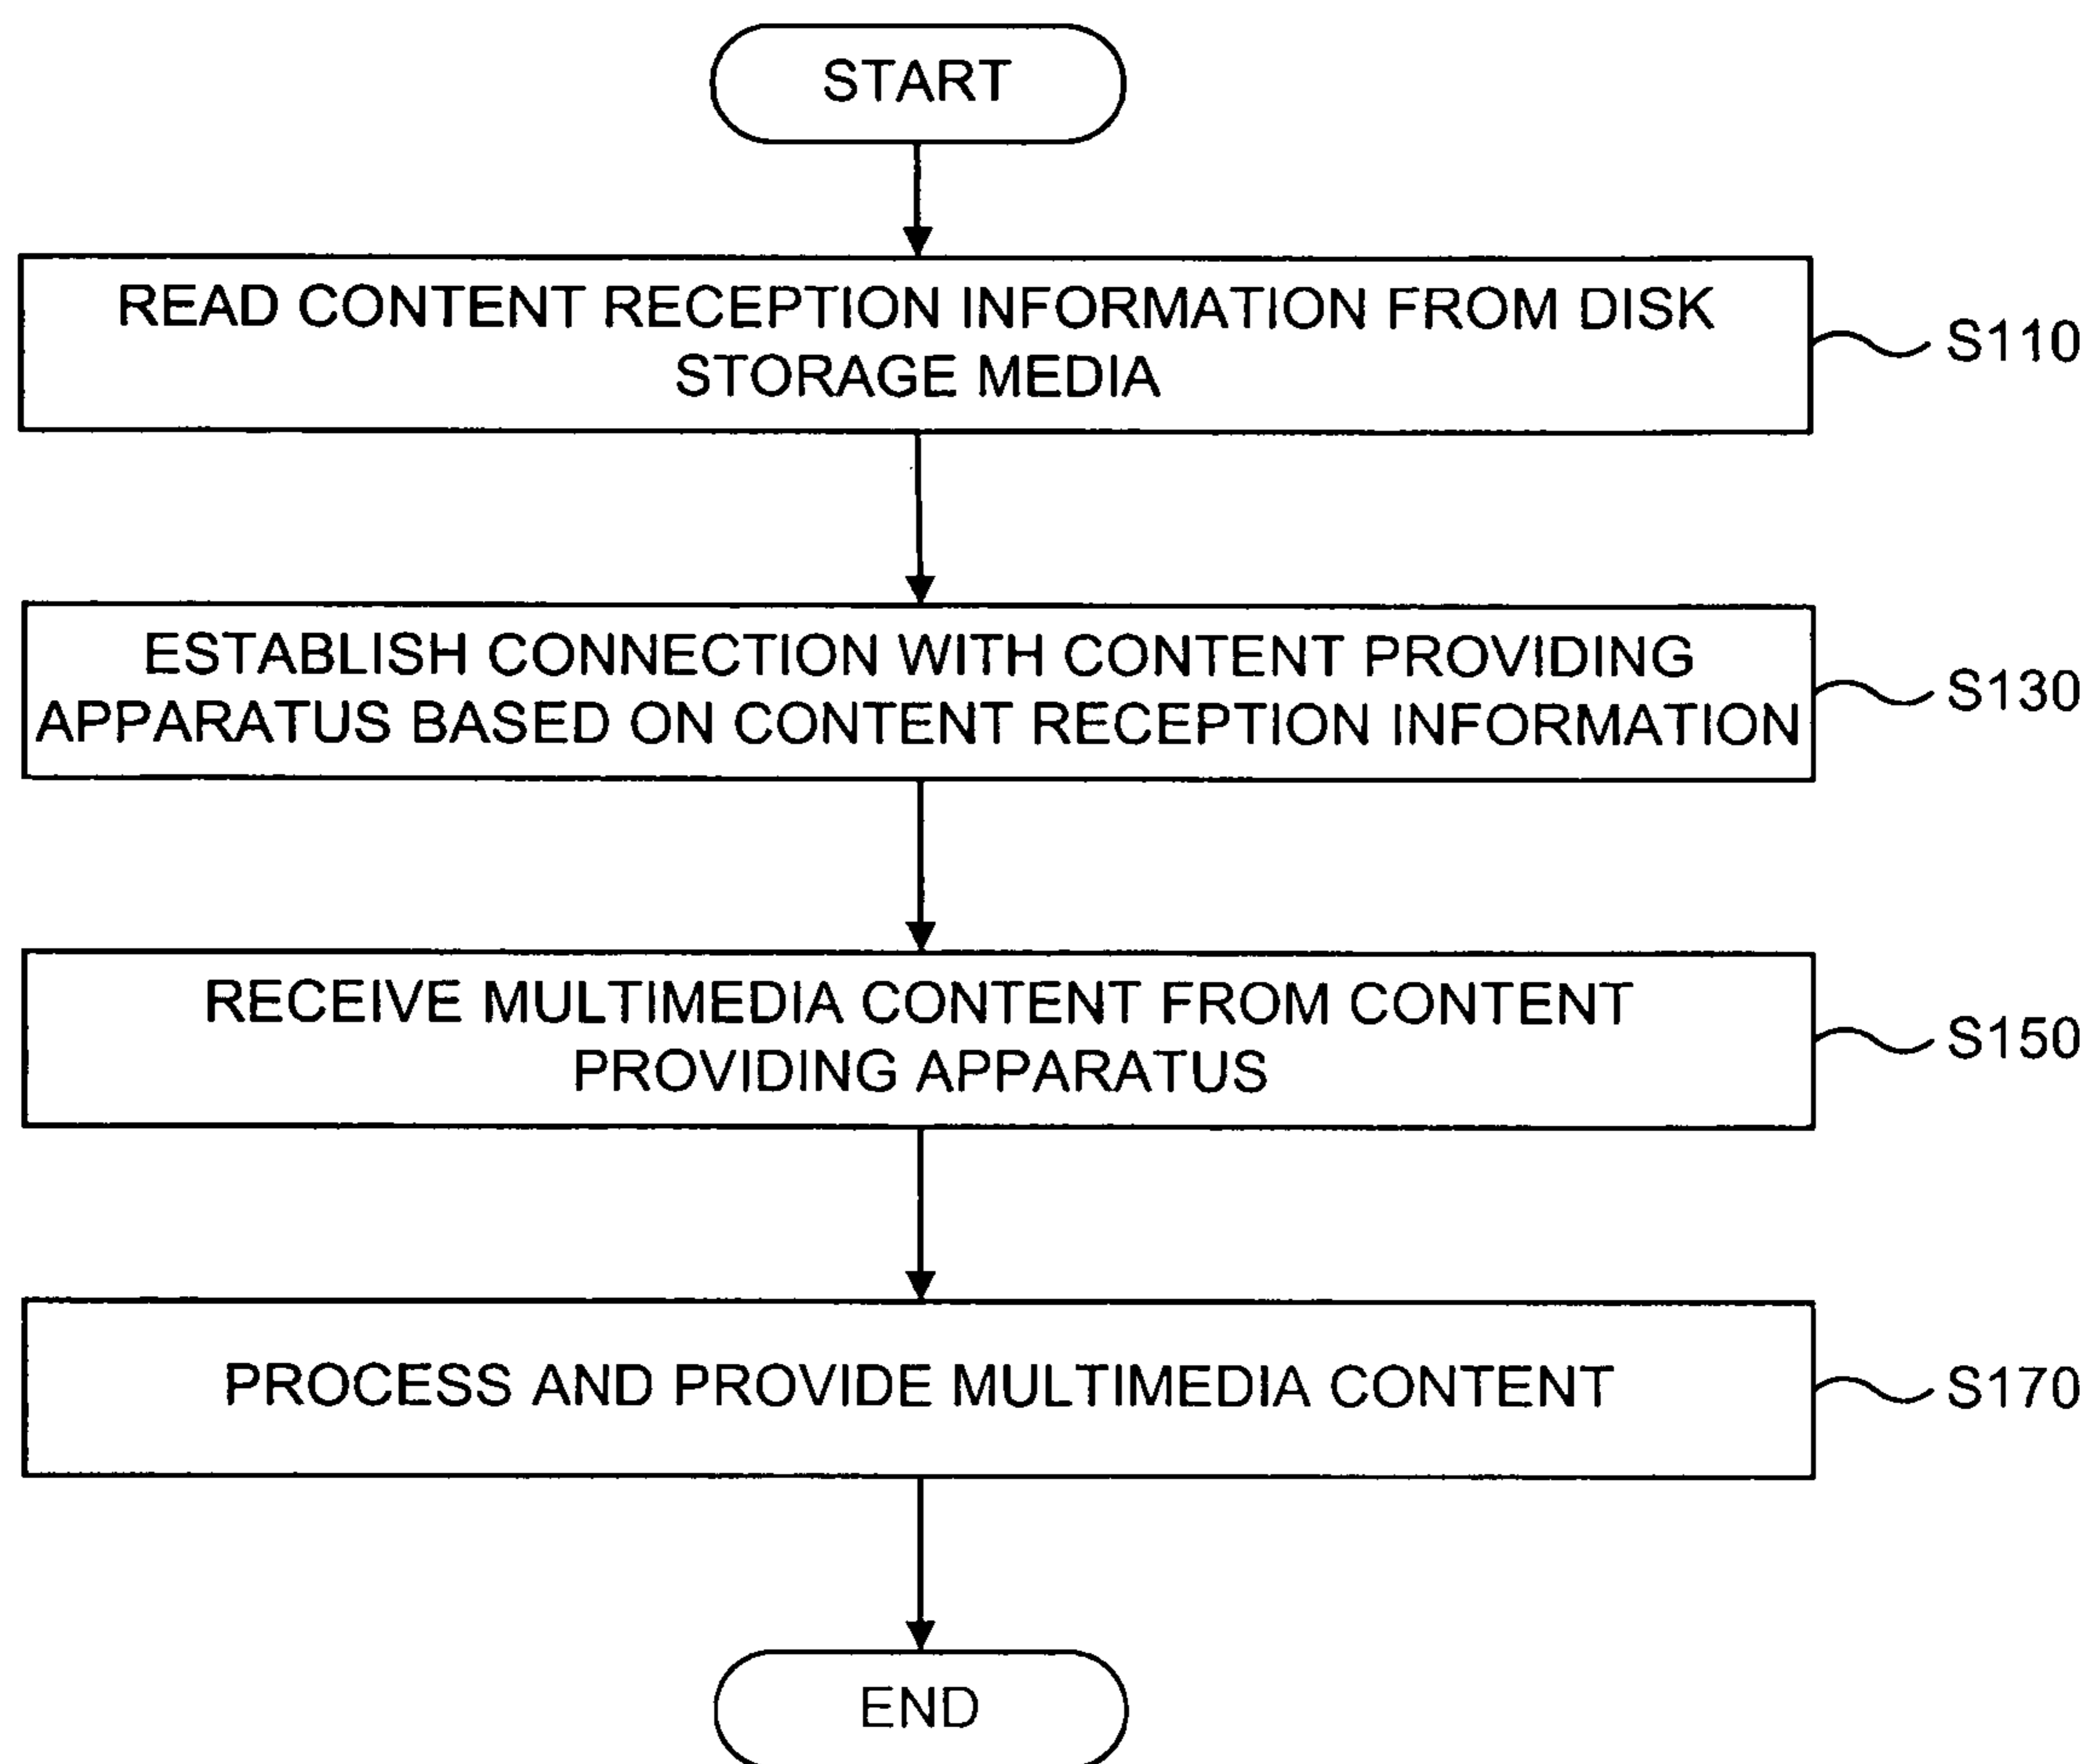 START
READ CONTENT RECEPTION INFORMATION FROM DISK
STORAGE MEDIA
S110
ESTABLISH CONNECTION WITH CONTENT PROVIDING
APPARATUS BASED ON CONTENT RECEPTION INFORMATION
S130
RECEIVE MULTIMEDIA CONTENT FROM CONTENT
PROVIDING APPARATUS
S150
PROCESS AND PROVIDE MULTIMEDIA CONTENT
S170
END